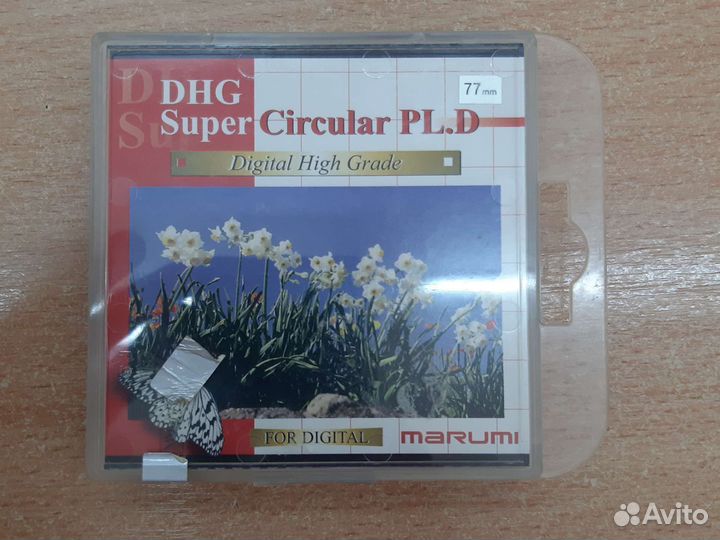 DHG
Super Circular PL.D
77mm
Digital High Grade
FOR DIGITAL
marumi
Avito